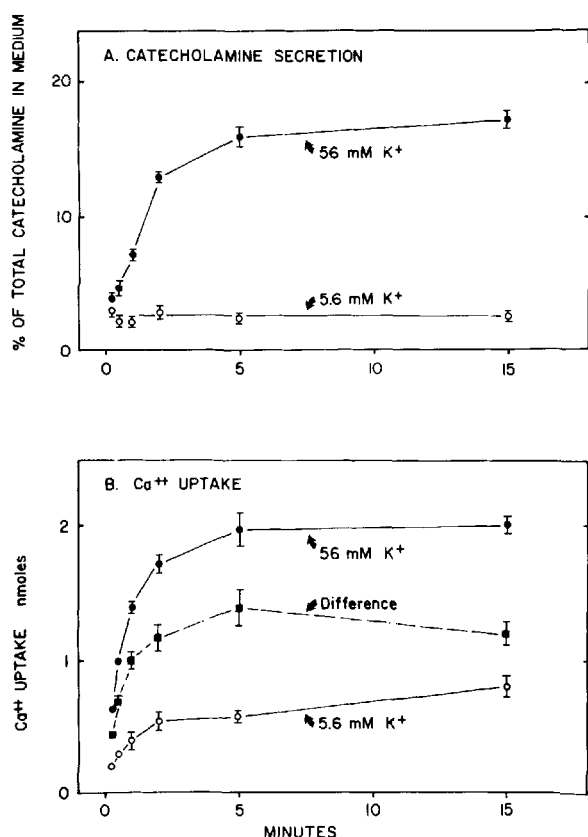 A. CATECHOLAMINE SECRETION
% OF TOTAL CATECHOLAMINE IN MEDIUM
20
10
0
56 mM K+
5.6 mM K+
0 5 10 15
B. Ca++ UPTAKE
Ca++ UPTAKE nmoles
2
1
0
56 mM K+
Difference
5.6 mM K+
0 5 10 15
MINUTES